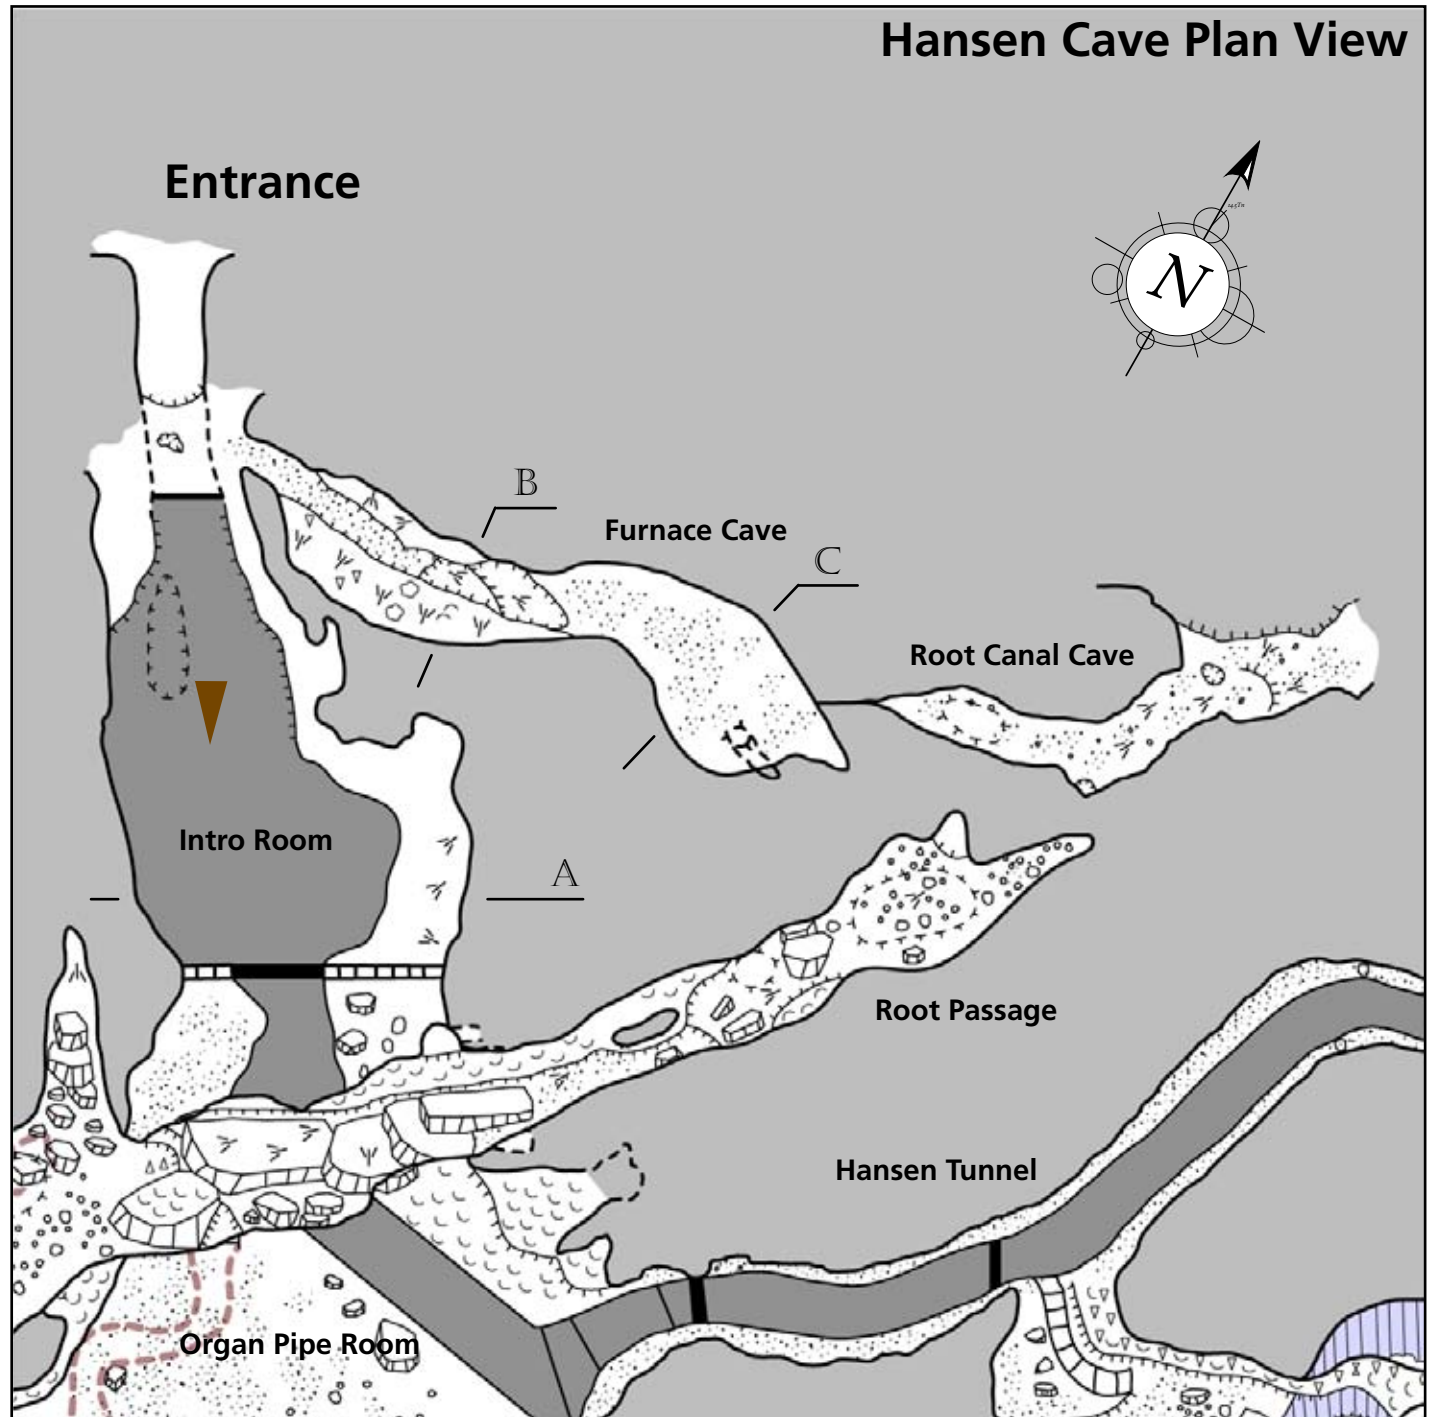 Hansen Cave Plan View
Entrance
N
B
Furnace Cave
C
Root Canal Cave
Intro Room
A
Root Passage
Hansen Tunnel
Organ Pipe Room